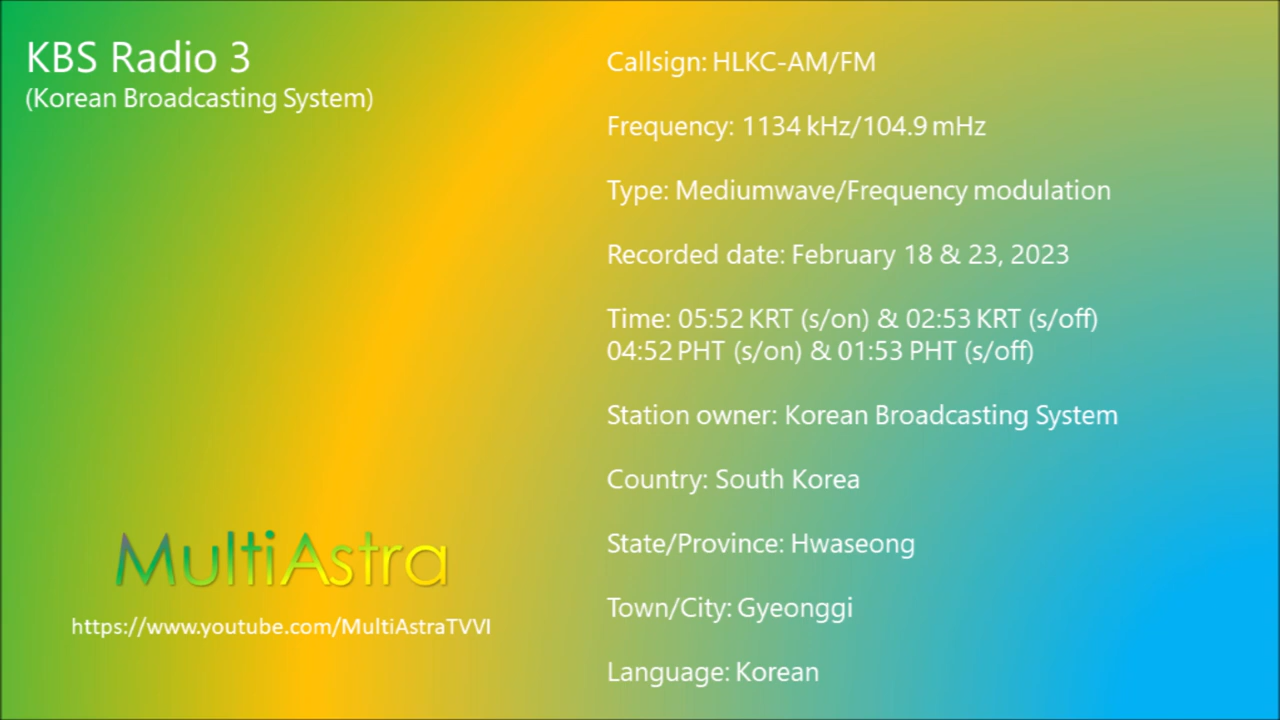 KBS Radio 3
(Korean Broadcasting System)
Callsign: HLKC-AM/FM
Frequency: 1134 kHz/104.9 mHz
Type: Mediumwave/Frequency modulation
Recorded date: February 18 & 23, 2023
Time: 05:52 KRT (s/on) & 02:53 KRT (s/off)
04:52 PHT (s/on) & 01:53 PHT (s/off)
Station owner: Korean Broadcasting System
Country: South Korea
State/Province: Hwaseong
Town/City: Gyeonggi
Language: Korean
MultiAstra
https://www.youtube.com/MultiAstraTVVI